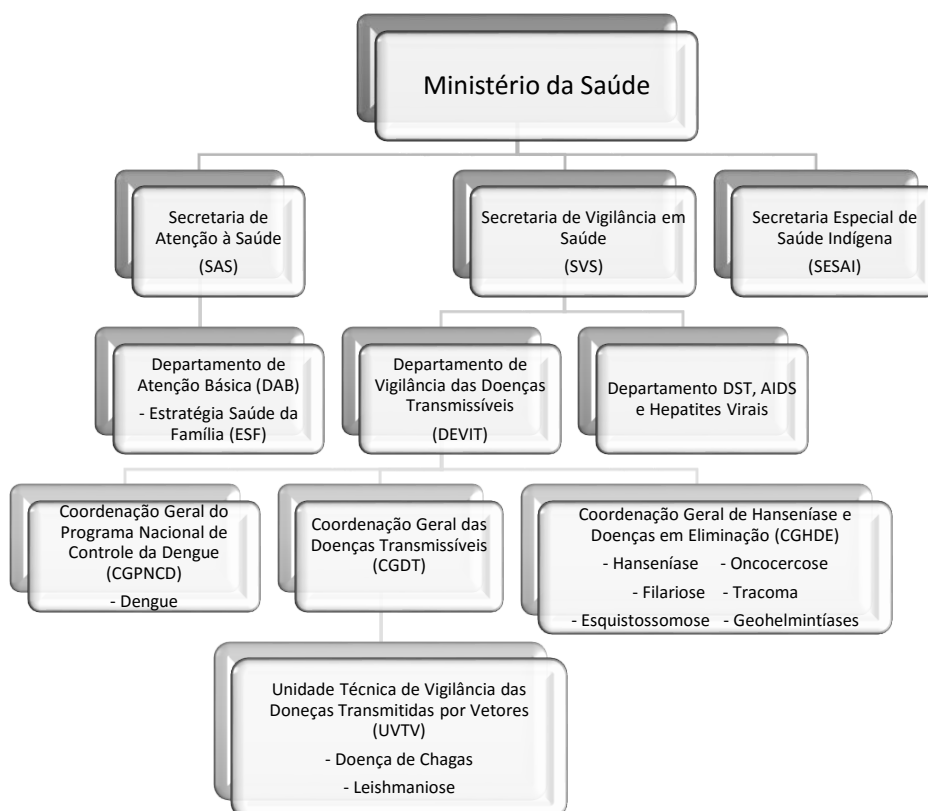 Ministério da Saúde
Secretaria de
Atenção à Saúde
(SAS)
Secretaria de Vigilância em
Saúde
(SVS)
Secretaria Especial de
Saúde Indígena
(SESAI)
Departamento de
Atenção Básica (DAB)
- Estratégia Saúde da
Família (ESF)
Departamento de
Vigilância das Doenças
Transmissíveis
(DEVIT)
Departamento DST, AIDS
e Hepatites Virais
Coordenação Geral do
Programa Nacional de
Controle da Dengue
(CGPNCD)
- Dengue
Coordenação Geral das
Doenças Transmissíveis
(CGDT)
Coordenação Geral de Hanseníase e
Doenças em Eliminação (CGHDE)
- Hanseníase - Oncocercose
- Filariose - Tracoma
- Esquistossomose - Geohelmintíases
Unidade Técnica de Vigilância das
Doneças Transmitidas por Vetores
(UVTV)
- Doença de Chagas
- Leishmaniose